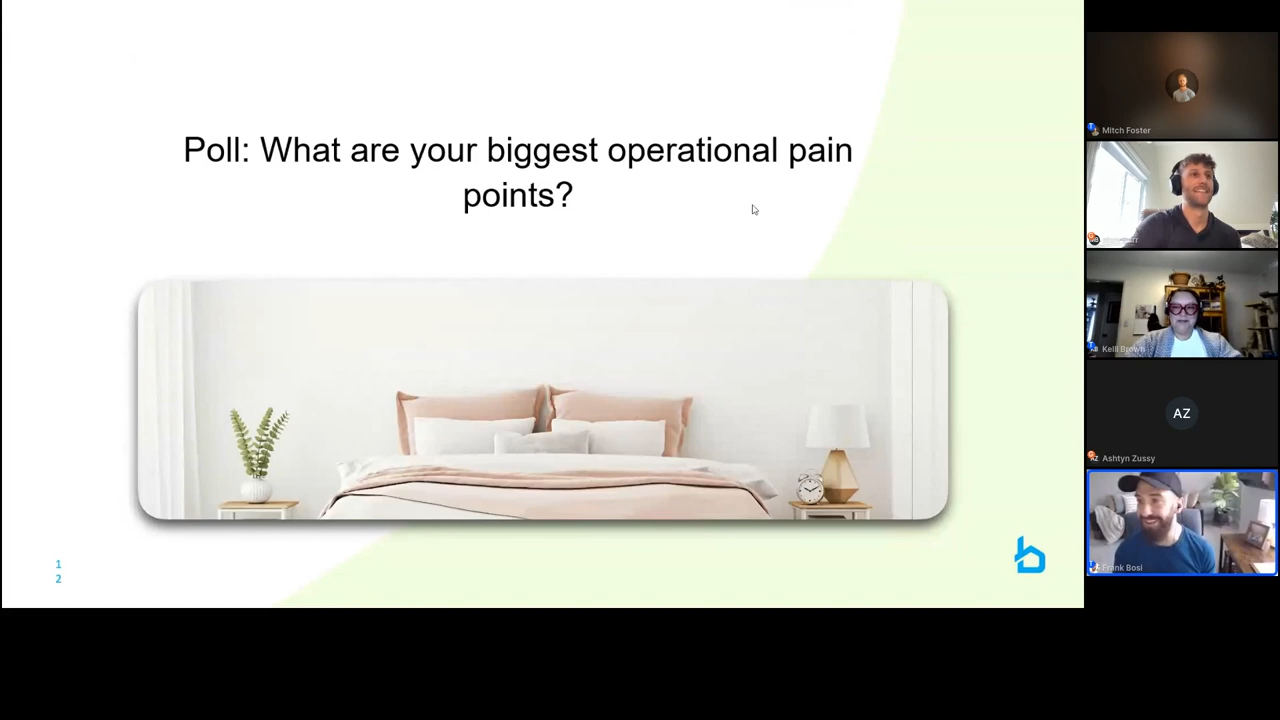 Poll: What are your biggest operational pain
points?
1
2
Mitch Foster
Kelli Brown
AZ
Ashtyn Zussy
Frank Bosi